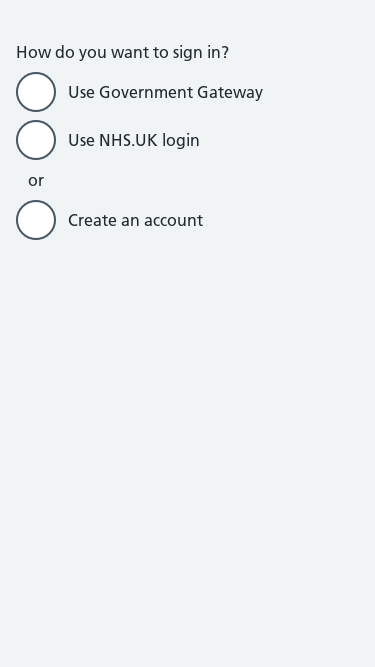 How do you want to sign in?
Use Government Gateway
Use NHS.UK login
or
Create an account